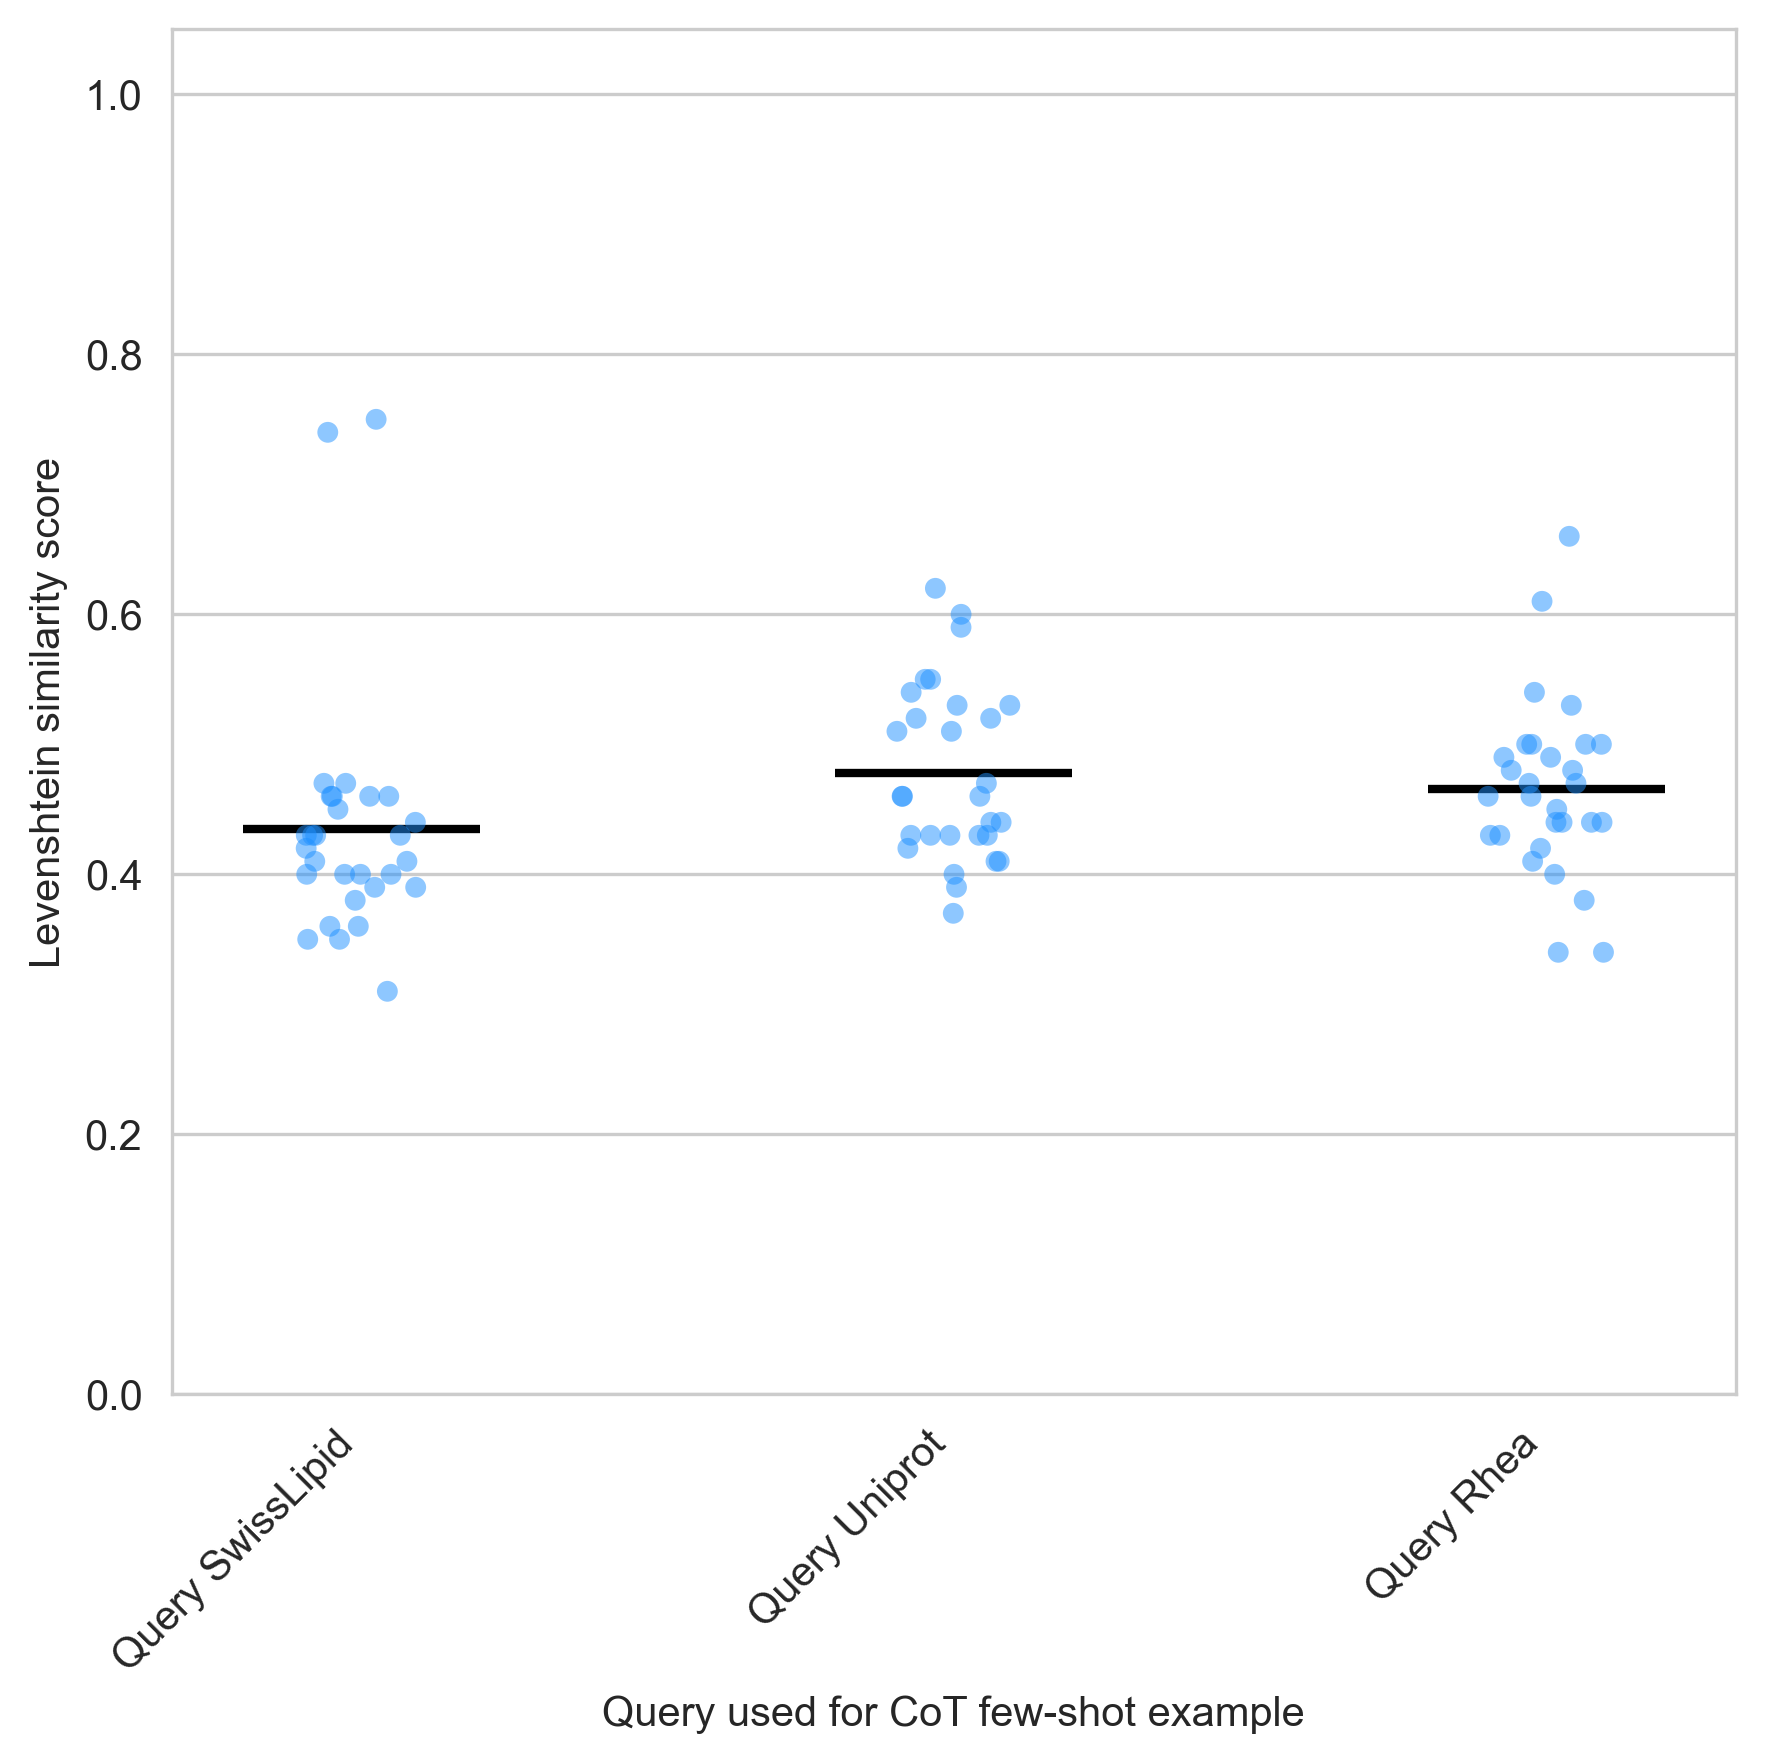 1.0
0.8
0.6
0.4
0.2
0.0
Levenshtein similarity score
Query SwissLipid
Query Uniprot
Query Rhea
Query used for CoT few-shot example